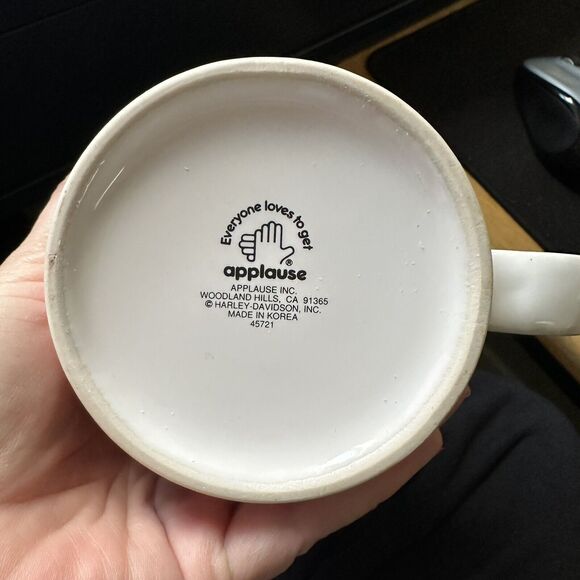 Everyone loves to get
applause®
APPLAUSE INC.
WOODLAND HILLS, CA 91365
© HARLEY-DAVIDSON, INC.
MADE IN KOREA
45721